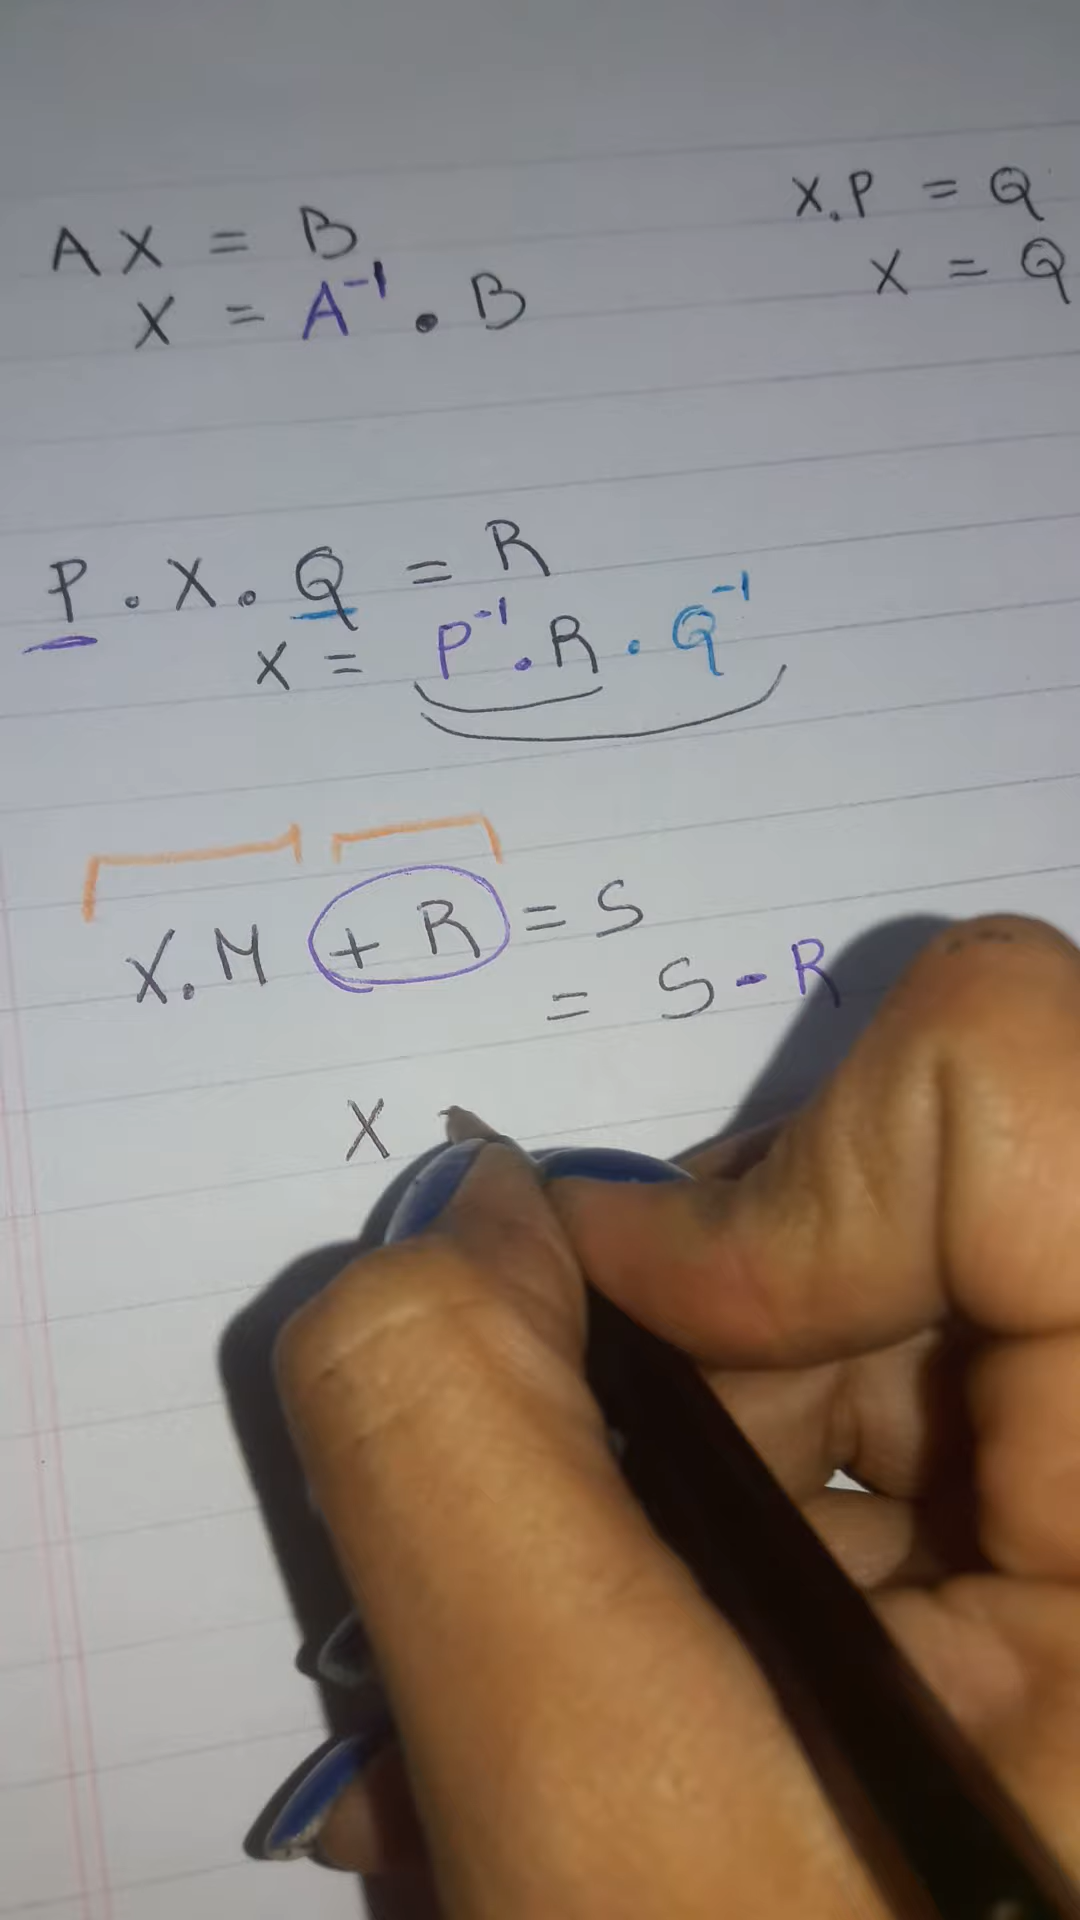 AX = B
X = A⁻¹ . B
X.P = Q
X = Q
P . X . Q = R
X = P⁻¹ . R . Q⁻¹
X.M + R = S
= S - R
X